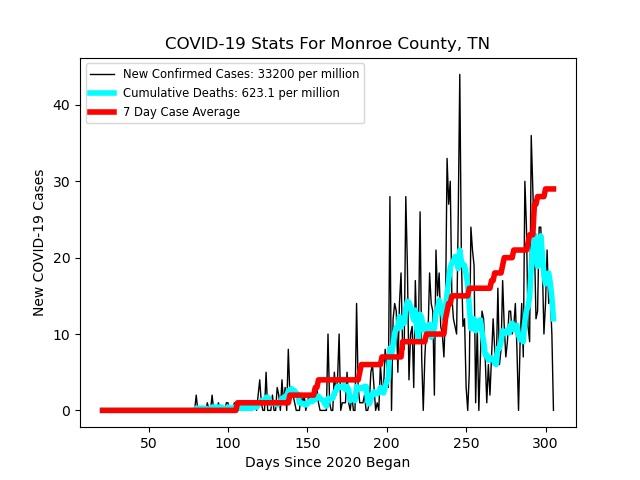 COVID-19 Stats For Monroe County, TN
New Confirmed Cases: 33200 per million
Cumulative Deaths: 623.1 per million
7 Day Case Average
New COVID-19 Cases
40
30
20
10
0
50 100 150 200 250 300
Days Since 2020 Began